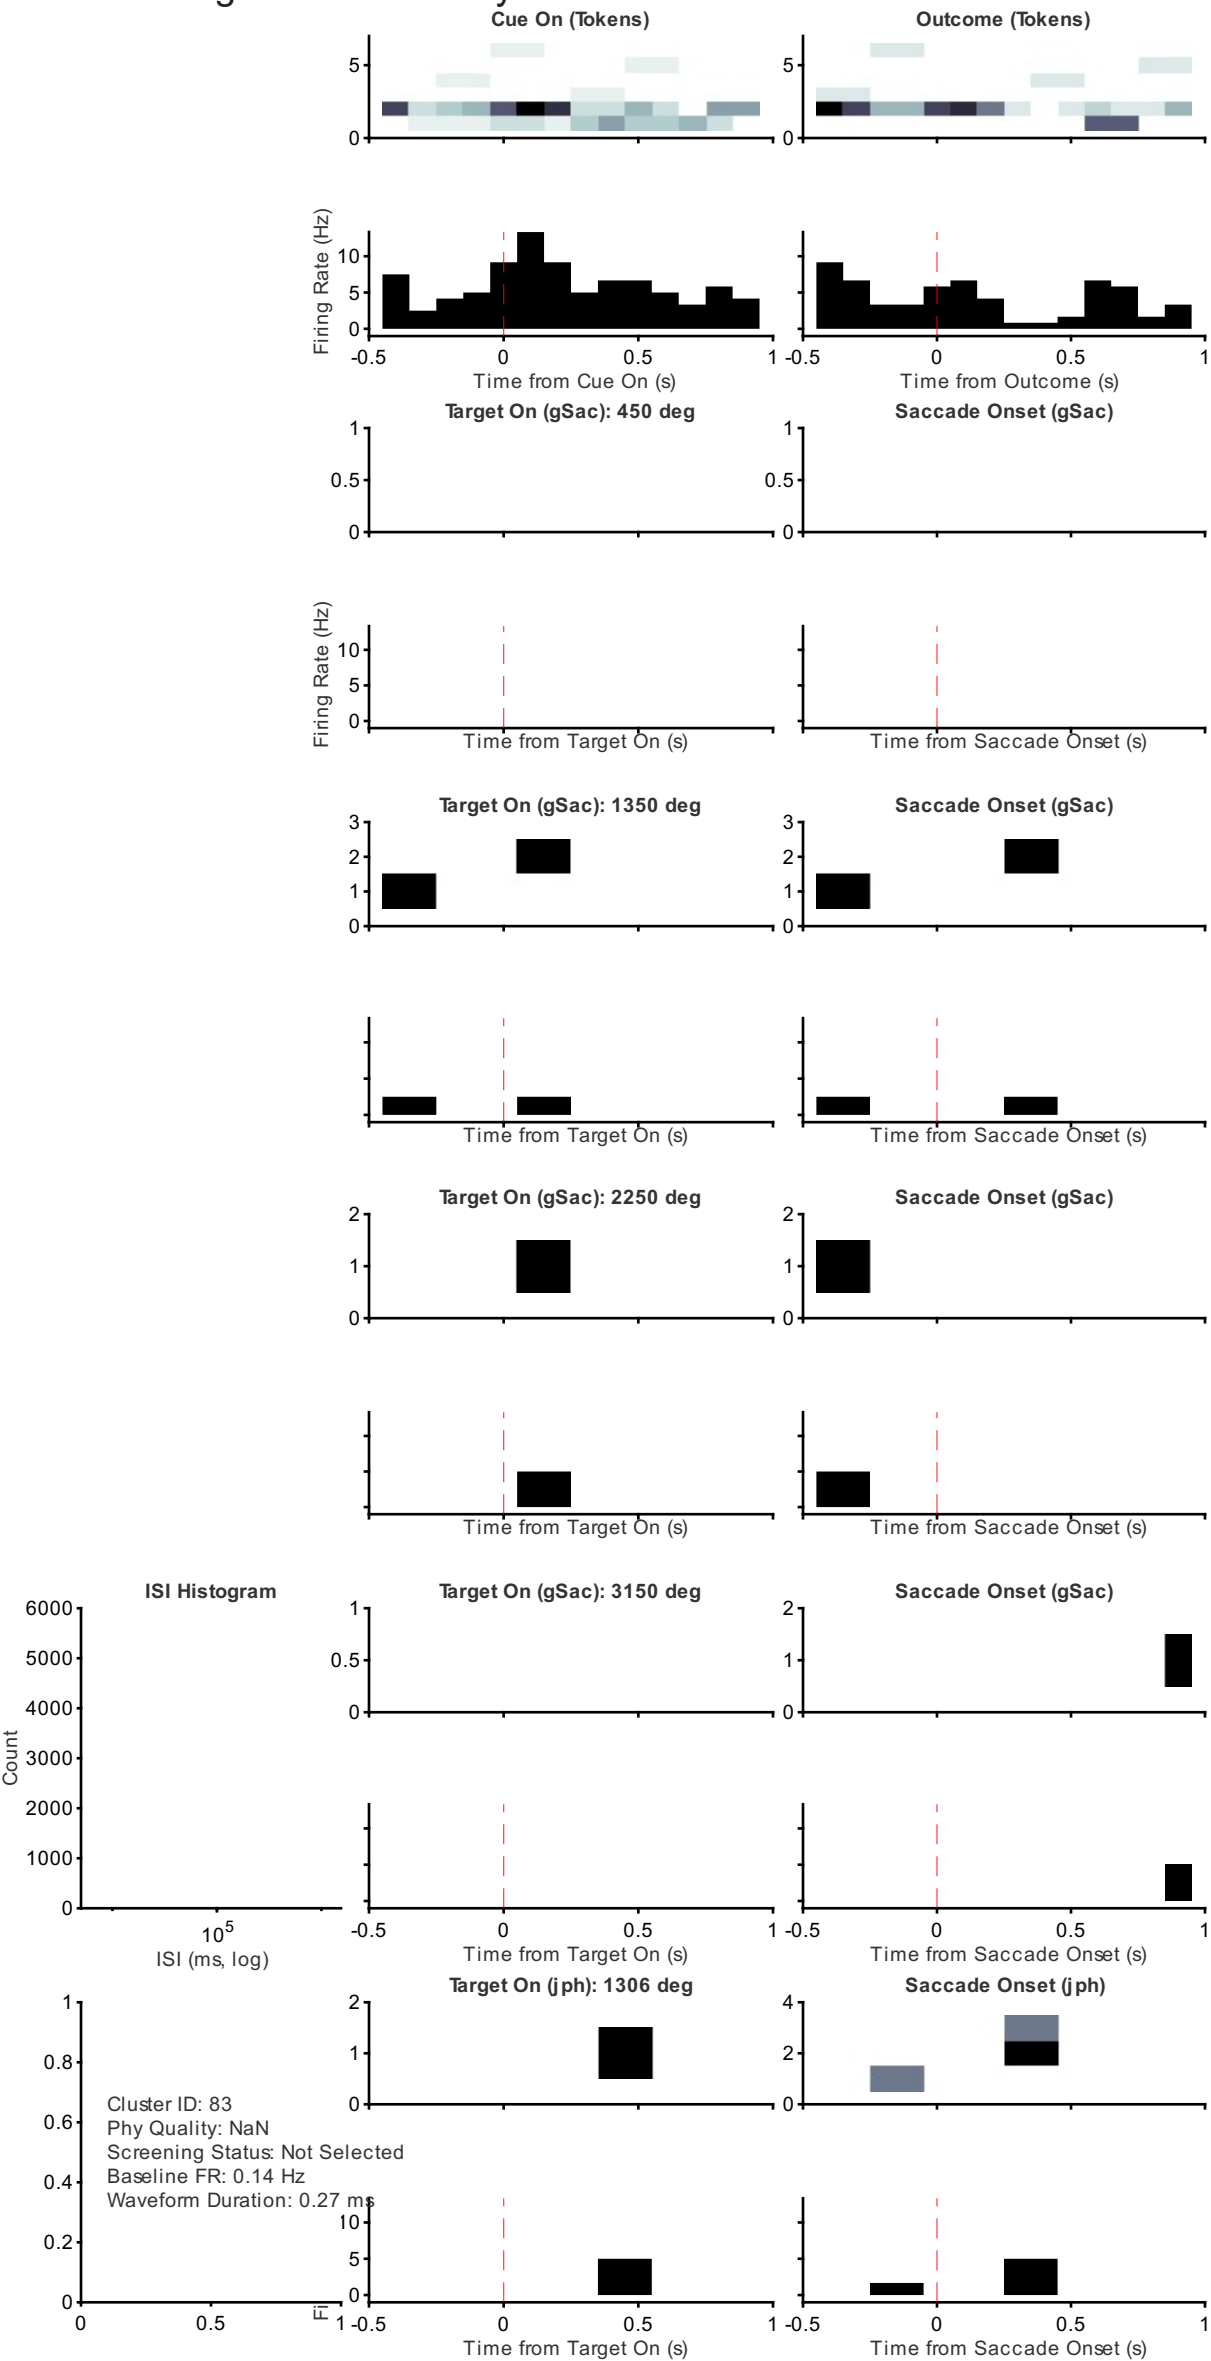 Cue On (Tokens)
5
0
Outcome (Tokens)
5
0
Firing Rate (Hz)
10
5
0
-0.5 0 0.5 1
Time from Cue On (s)
-0.5 0 0.5 1
Time from Outcome (s)
Target On (gSac): 450 deg
1
0.5
0
Saccade Onset (gSac)
1
0.5
0
Firing Rate (Hz)
10
5
0
Time from Target On (s)
Time from Saccade Onset (s)
Target On (gSac): 1350 deg
3
2
1
0
Saccade Onset (gSac)
3
2
1
0
Time from Target On (s)
Time from Saccade Onset (s)
Target On (gSac): 2250 deg
2
1
0
Saccade Onset (gSac)
2
1
0
Time from Target On (s)
Time from Saccade Onset (s)
ISI Histogram
6000
5000
4000
3000
2000
1000
0
Count
10^5
ISI (ms, log)
Target On (gSac): 3150 deg
1
0.5
0
Saccade Onset (gSac)
2
1
0
-0.5 0 0.5 1
Time from Target On (s)
-0.5 0 0.5 1
Time from Saccade Onset (s)
1
0.8
0.6
0.4
0.2
0
0 0.5 1
Cluster ID: 83
Phy Quality: NaN
Screening Status: Not Selected
Baseline FR: 0.14 Hz
Waveform Duration: 0.27 ms
Target On (jph): 1306 deg
2
1
0
Saccade Onset (jph)
4
2
0
Fi
10
5
0
-0.5 0 0.5 1
Time from Target On (s)
-0.5 0 0.5 1
Time from Saccade Onset (s)